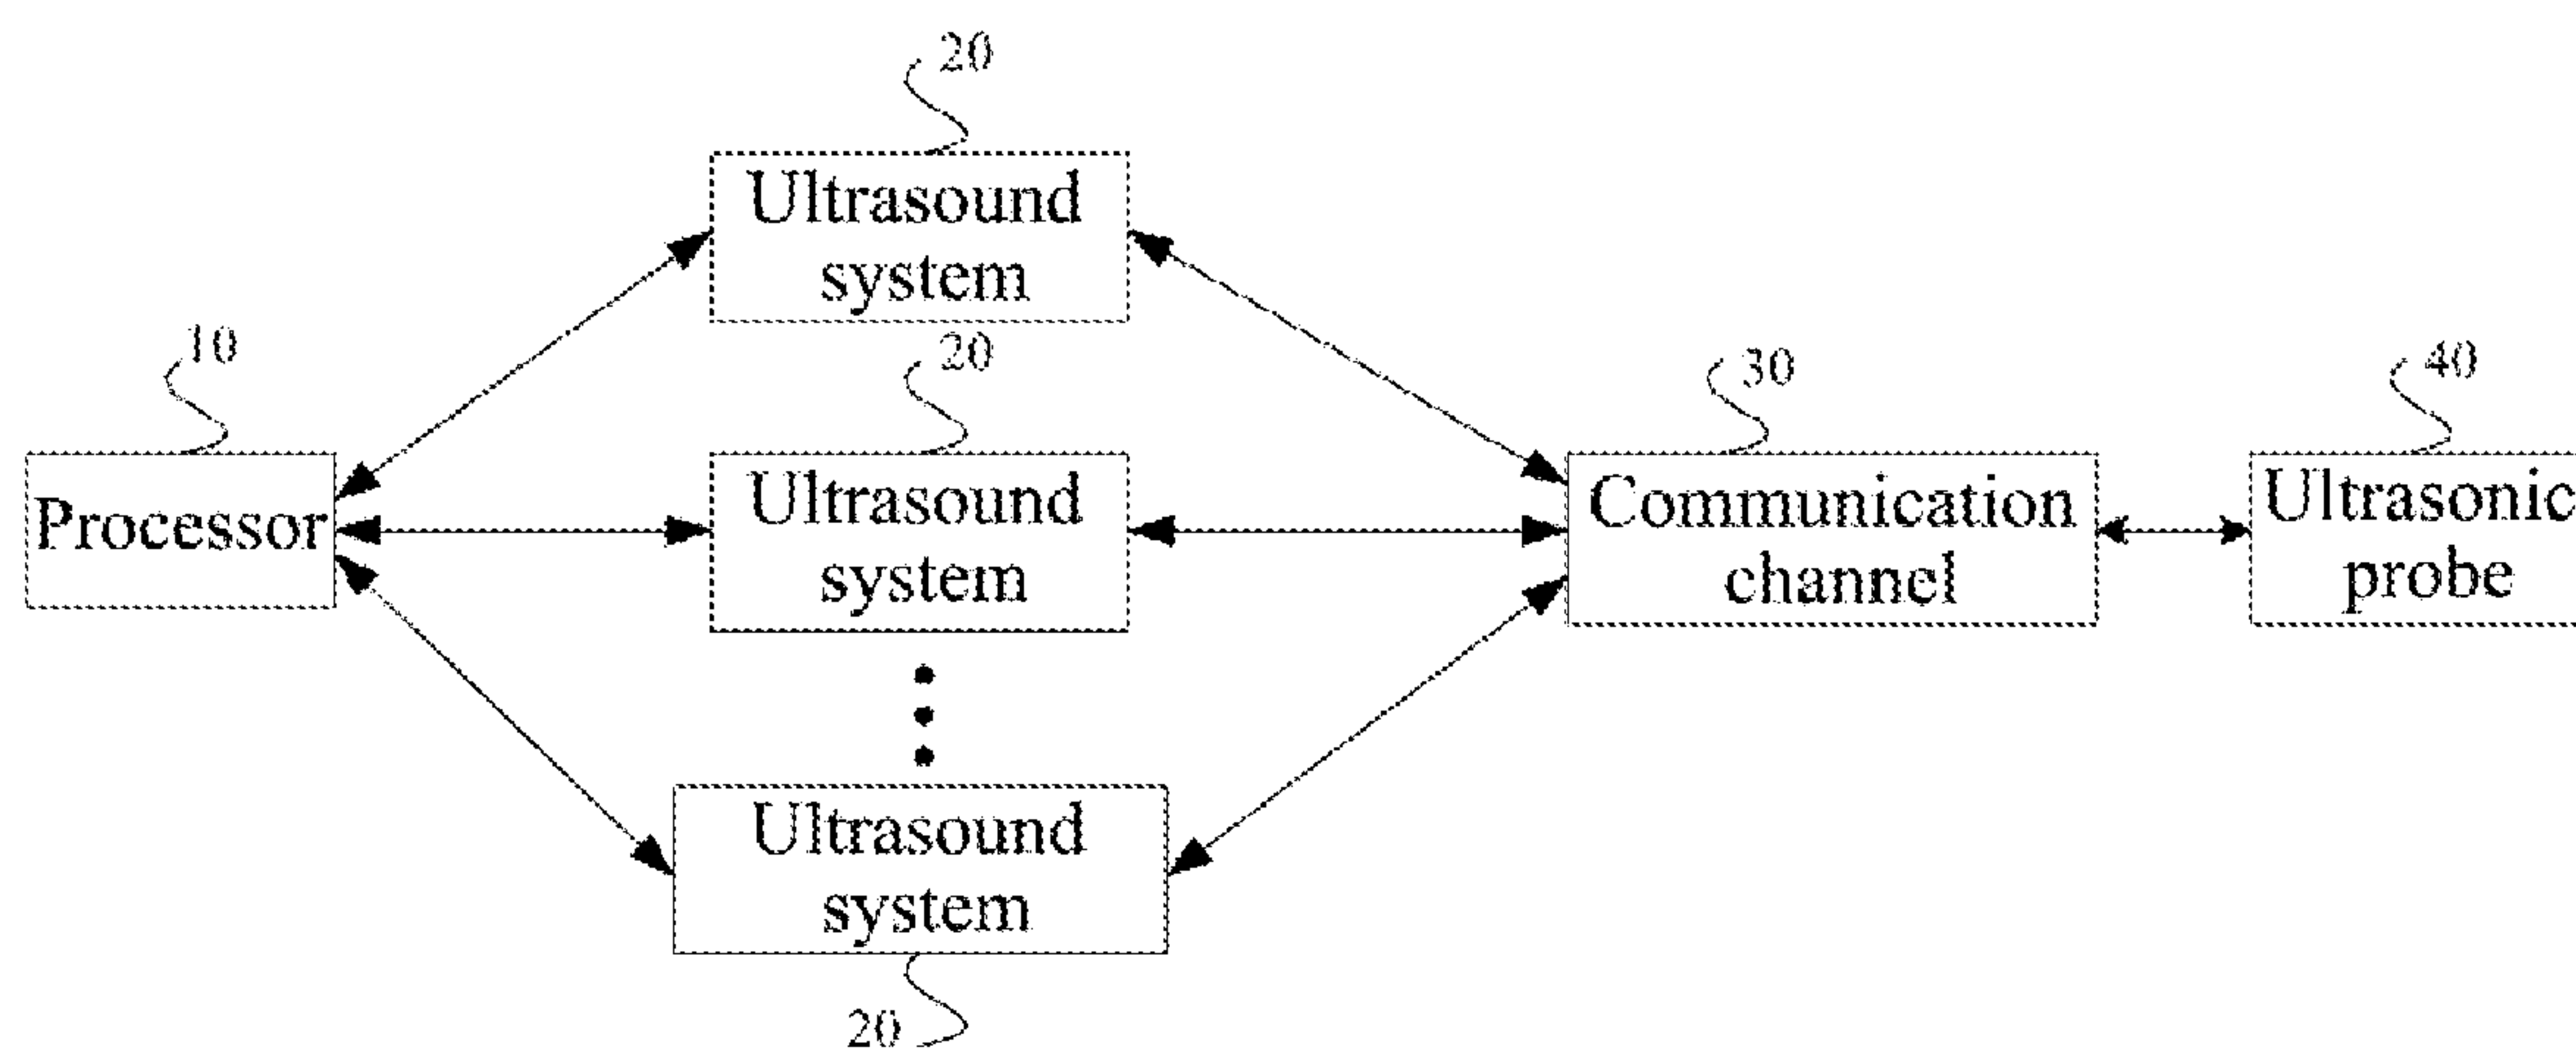 20
Ultrasound
system
10
20
30
40
Processor
Ultrasound
system
Communication
channel
Ultrasonic
probe
Ultrasound
system
20